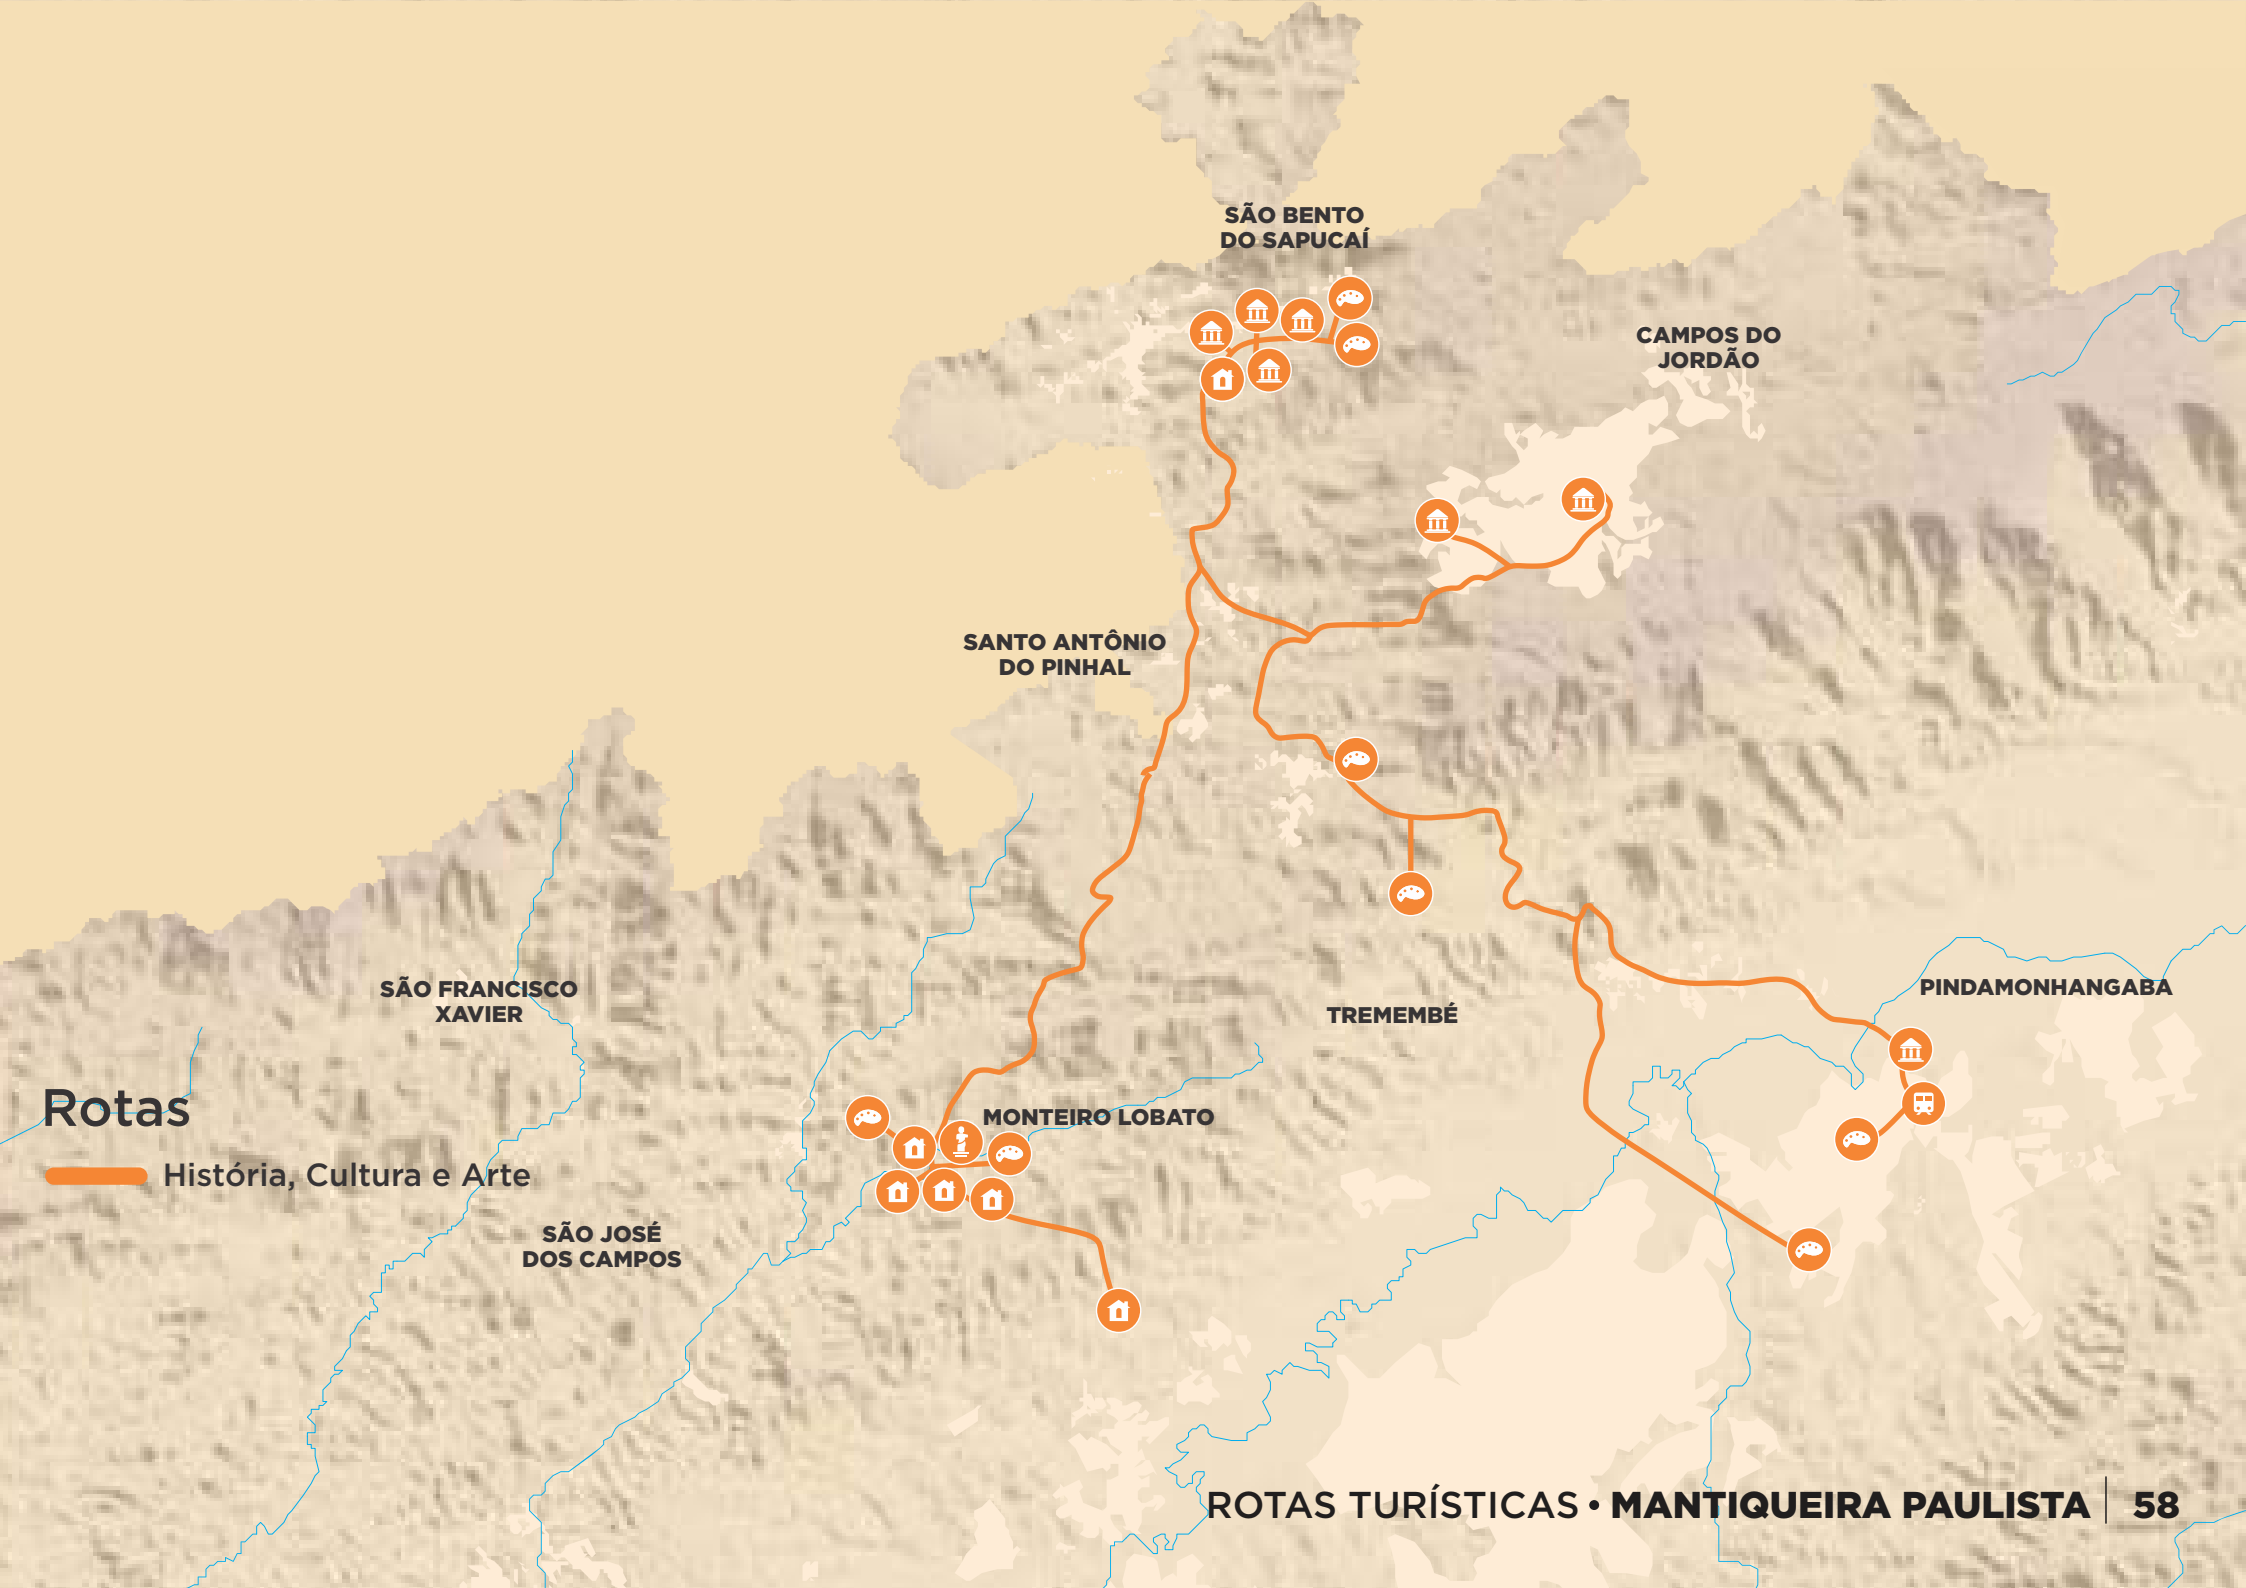 SÃO BENTO
DO SAPUCAÍ
CAMPOS DO
JORDÃO
SANTO ANTÔNIO
DO PINHAL
SÃO FRANCISCO
XAVIER
PINDAMONHANGABA
TREMEMBÉ
Rotas
MONTEIRO LOBATO
História, Cultura e Arte
SÃO JOSÉ
DOS CAMPOS
ROTAS TURÍSTICAS • MANTIQUEIRA PAULISTA | 58